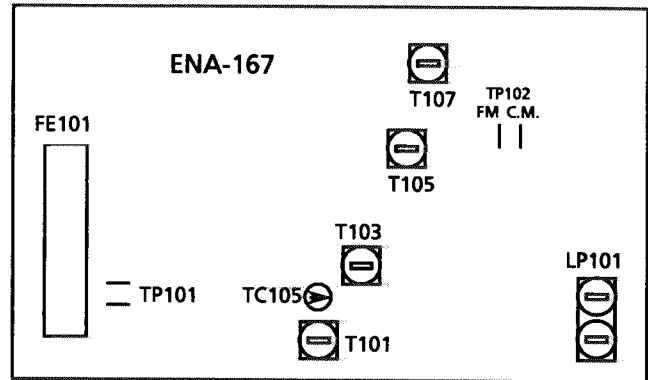 ENA-167
T107
TP102
FM C.M.
FE101
T105
T103
LP101
TP101
TC105
T101